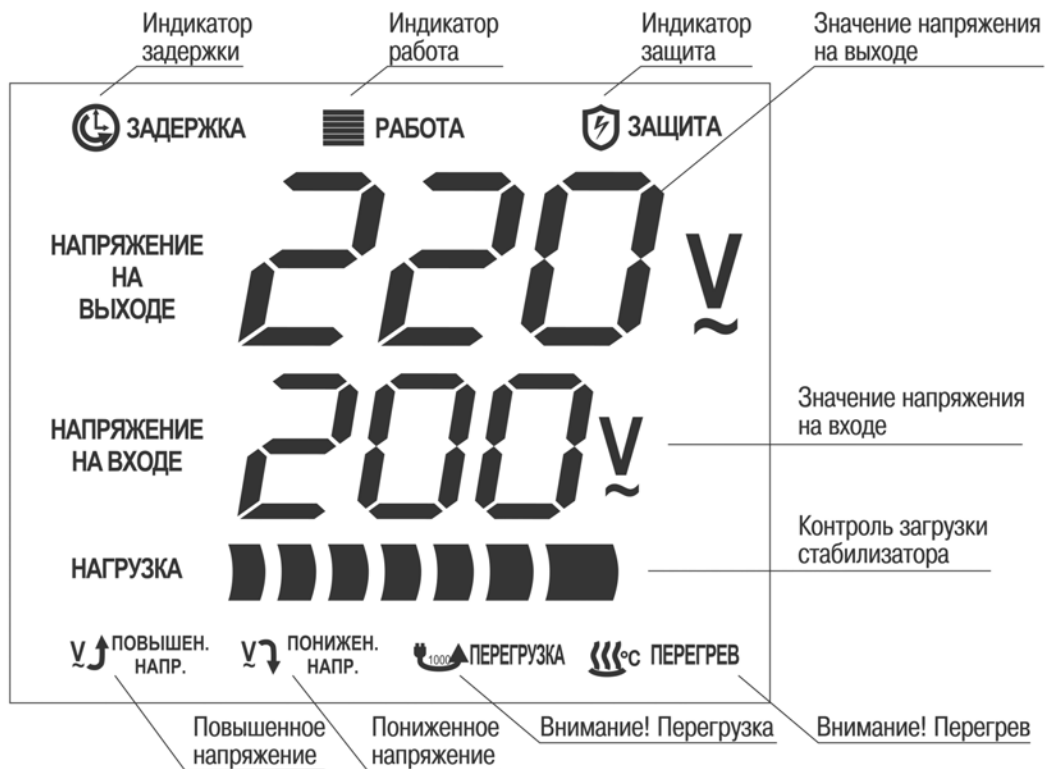 Индикатор
задержки
Индикатор
работа
Индикатор
защита
Значение напряжения
на выходе
ЗАДЕРЖКА
РАБОТА
ЗАЩИТА
НАПРЯЖЕНИЕ
НА
ВЫХОДЕ
220 V
~
НАПРЯЖЕНИЕ
НА ВХОДЕ
200 V
~
Значение напряжения
на входе
НАГРУЗКА
Контроль загрузки
стабилизатора
V
~
ПОВЫШЕН.
НАПР.
V
~
ПОНИЖЕН.
НАПР.
1000
ПЕРЕГРУЗКА
°C ПЕРЕГРЕВ
Повышенное
напряжение
Пониженное
напряжение
Внимание! Перегрузка
Внимание! Перегрев